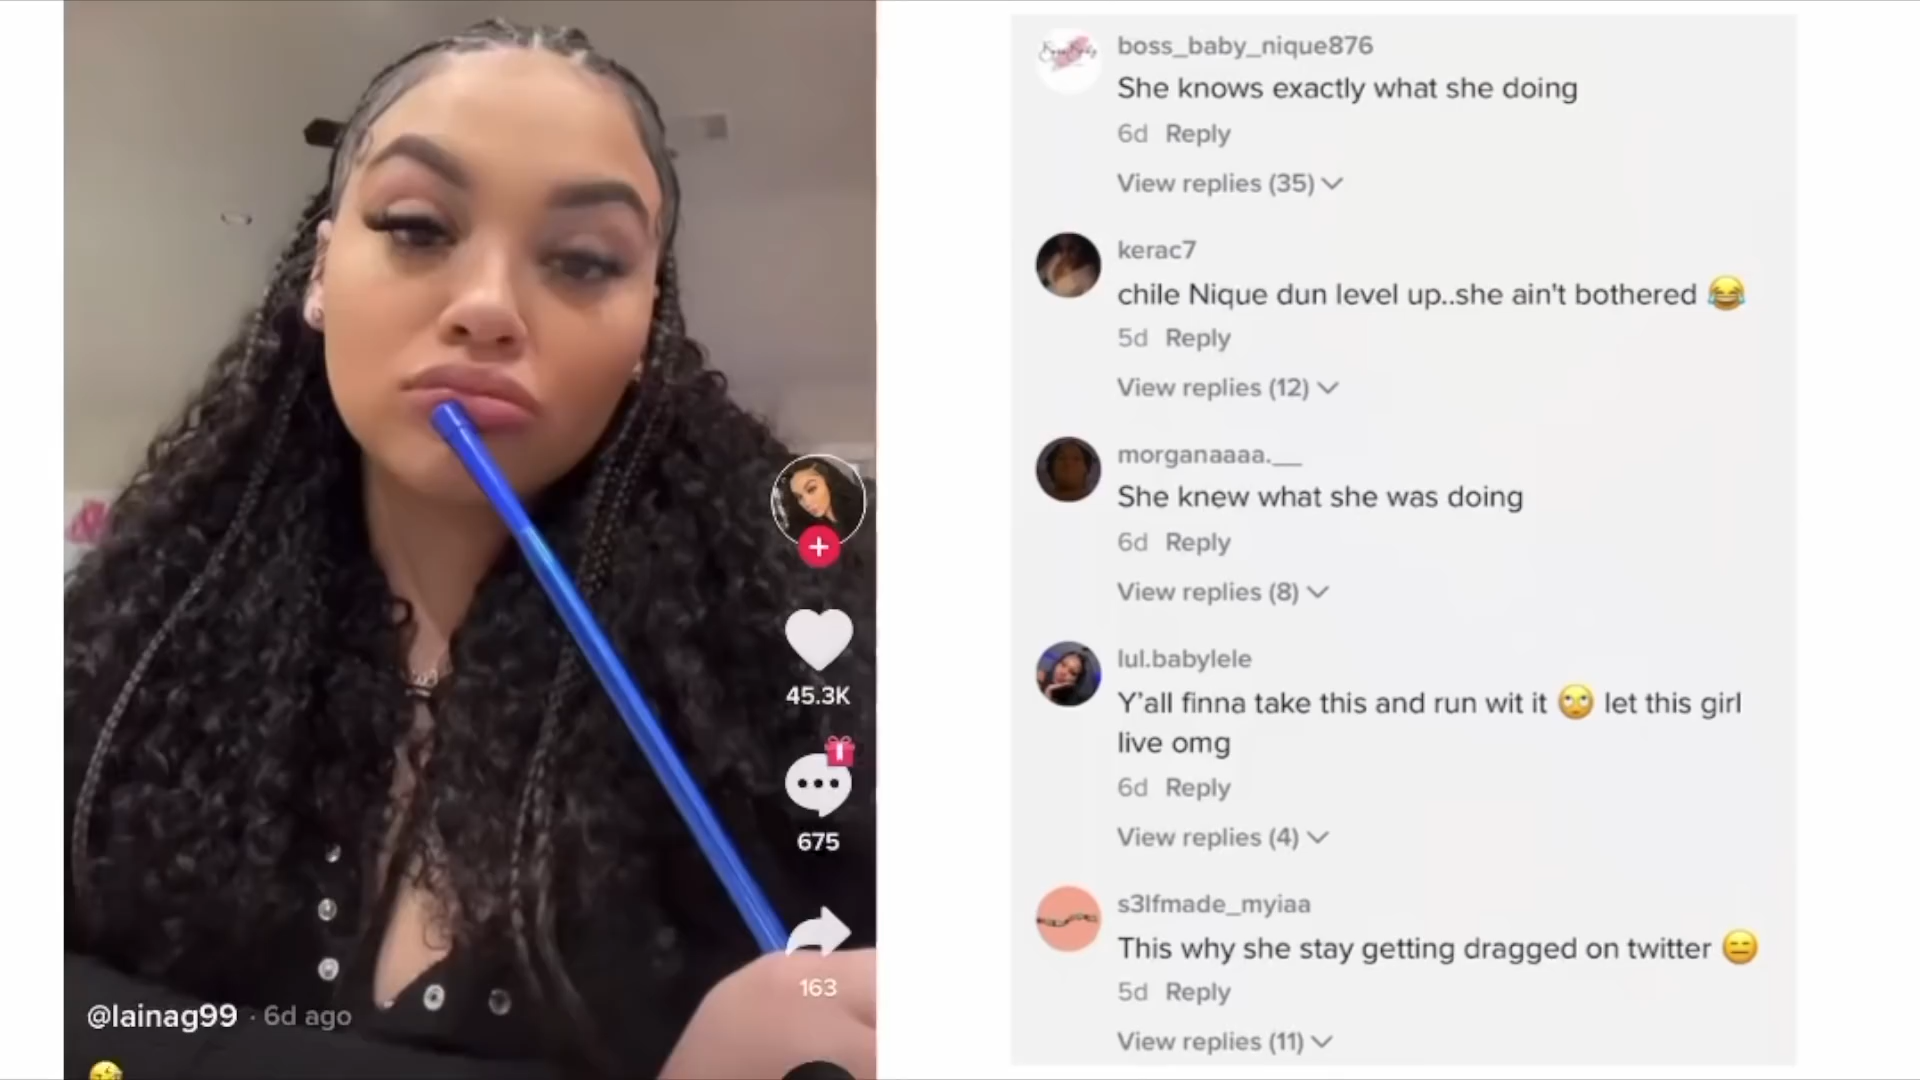 45.3K
675
163
@lainag99 · 6d ago
boss_baby_nique876
She knows exactly what she doing
6d Reply
View replies (35)
kerac7
chile Nique dun level up..she ain't bothered 😂
5d Reply
View replies (12)
morganaaaa.__
She knew what she was doing
6d Reply
View replies (8)
lul.babylele
Y'all finna take this and run wit it 🙄 let this girl
live omg
6d Reply
View replies (4)
s3lfmade_myiaa
This why she stay getting dragged on twitter 😑
5d Reply
View replies (11)